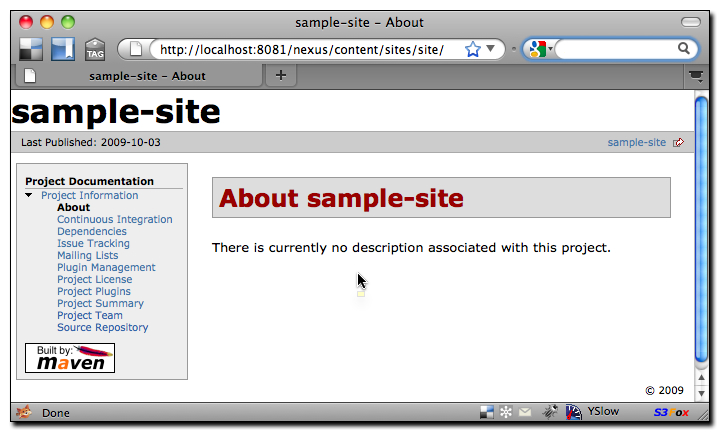 sample-site – About
TAG
http://localhost:8081/nexus/content/sites/site/
sample-site – About
sample-site
Last Published: 2009-10-03
sample-site
Project Documentation
Project Information
About
Continuous Integration
Dependencies
Issue Tracking
Mailing Lists
Plugin Management
Project License
Project Plugins
Project Summary
Project Team
Source Repository
Built by:
maven
About sample-site
There is currently no description associated with this project.
© 2009
Done
YSlow
S3Fox